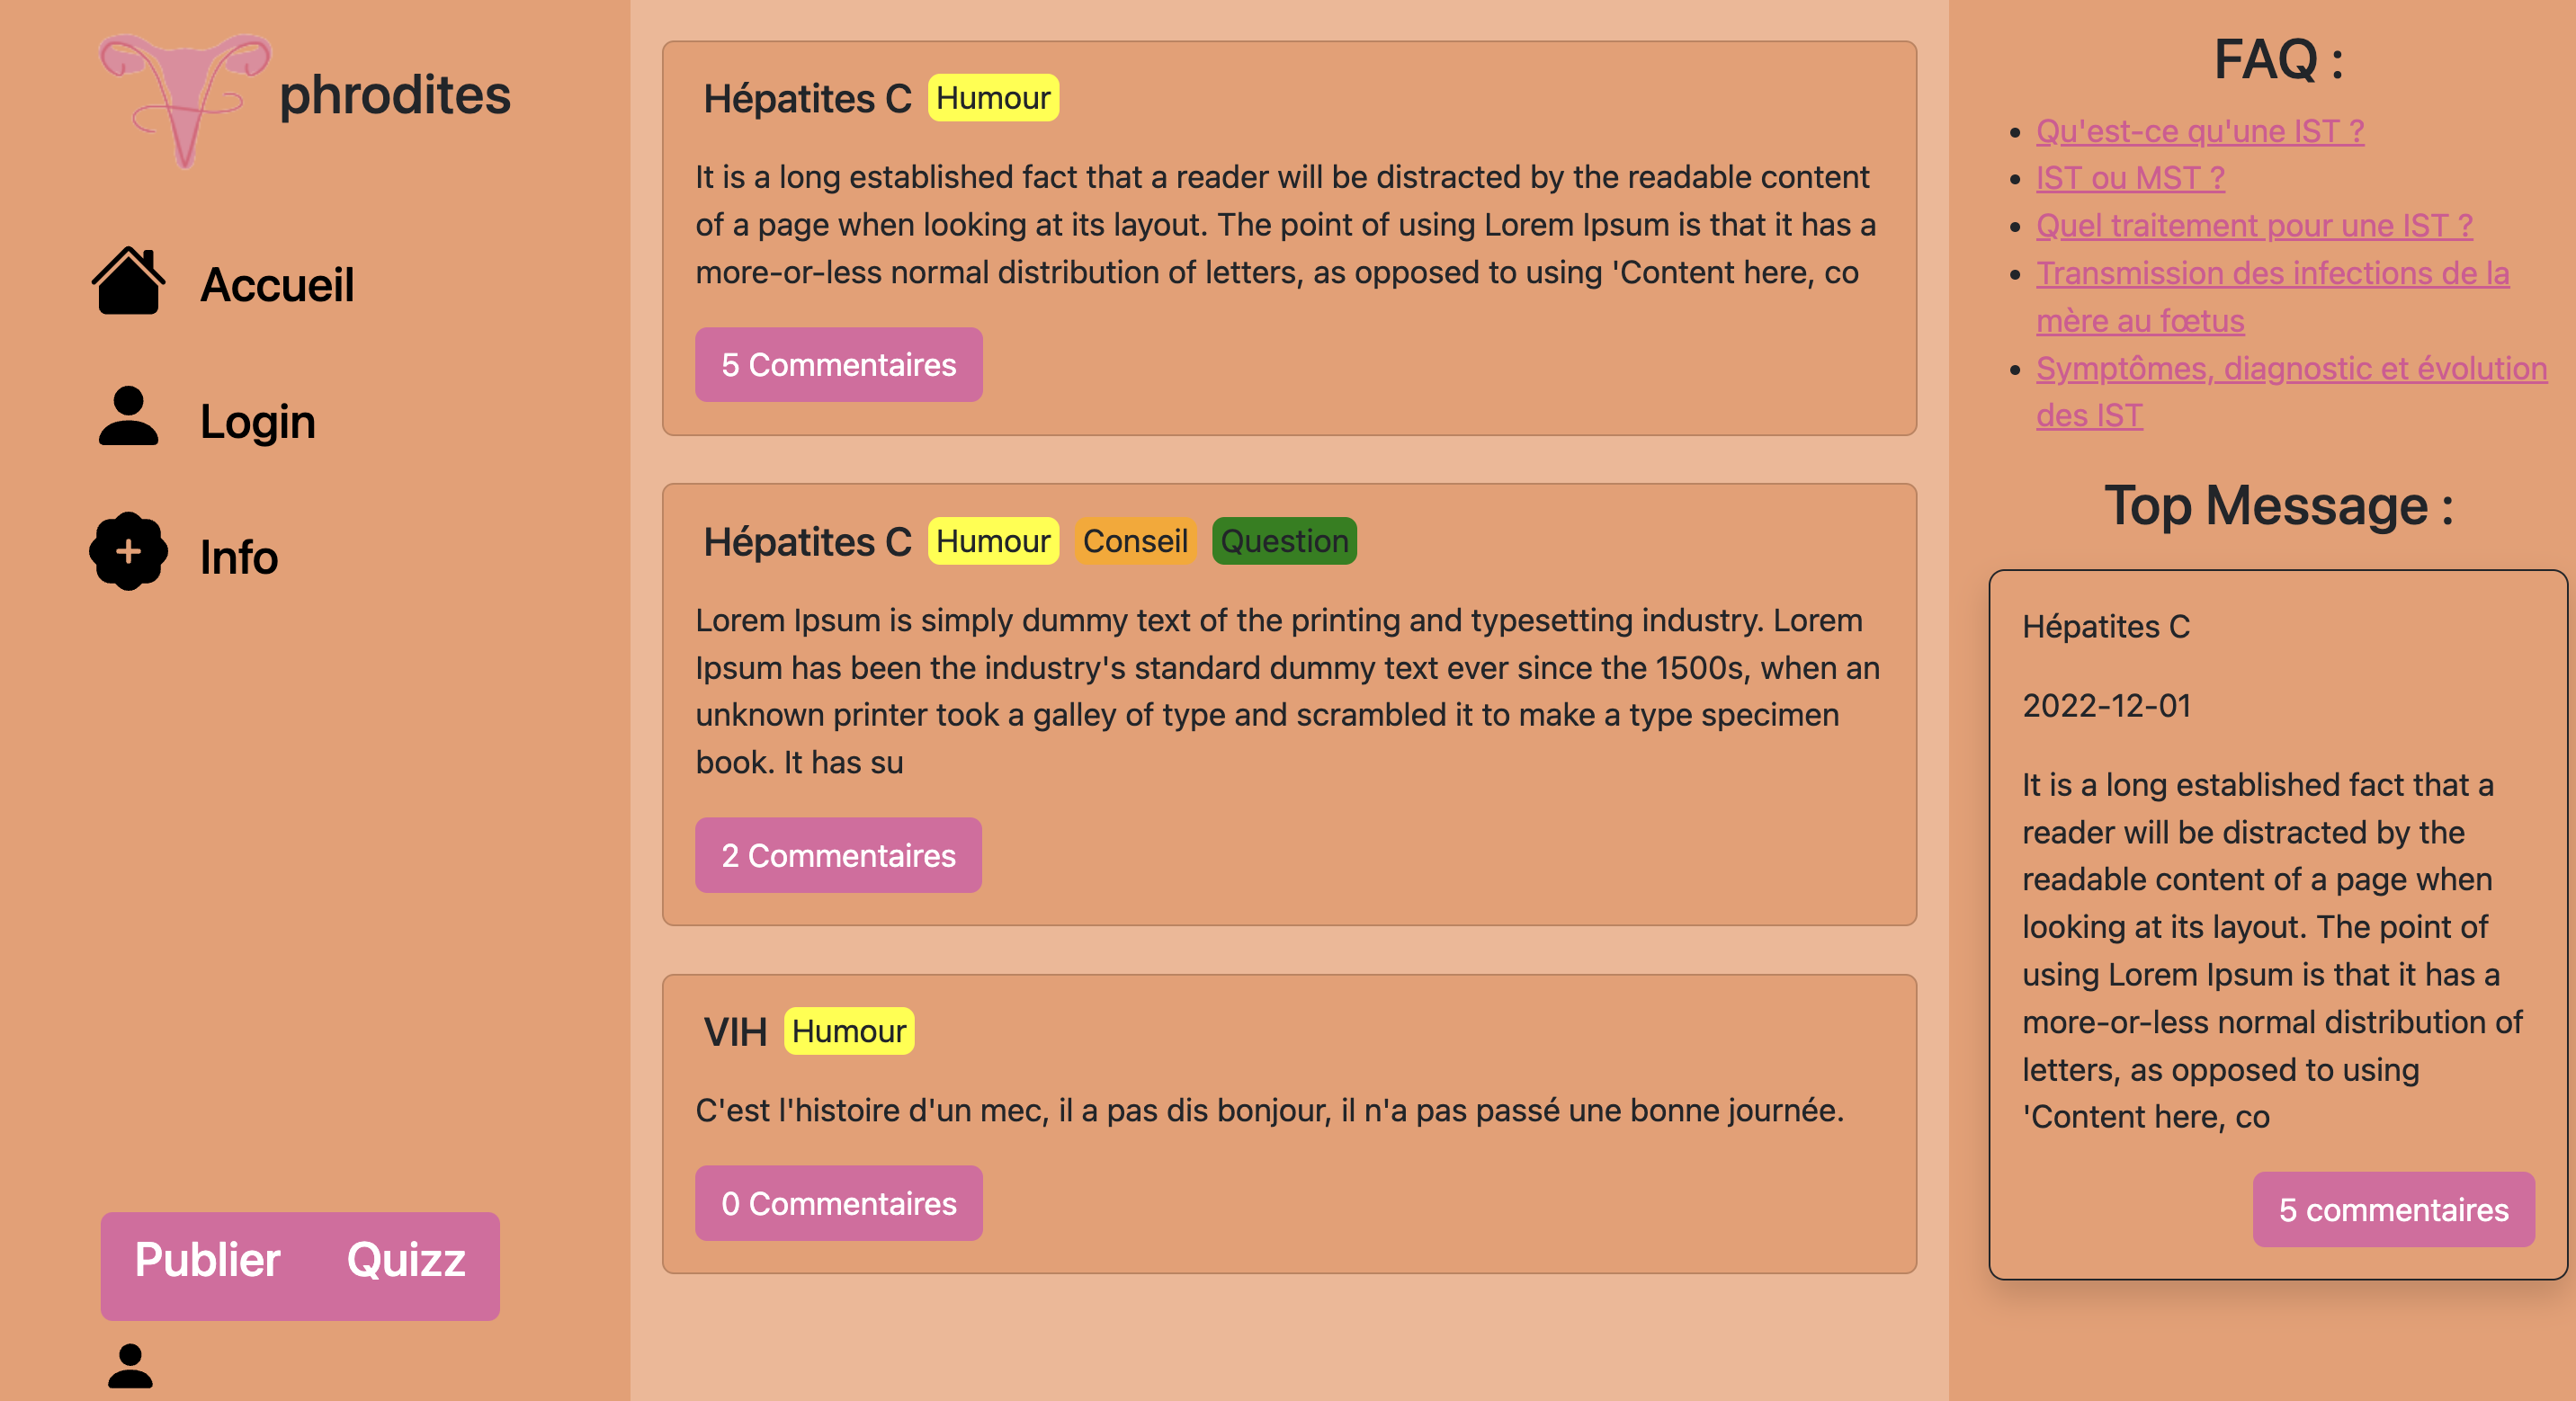 phrodites
Accueil
Login
Info
Publier Quizz
Hépatites C Humour
It is a long established fact that a reader will be distracted by the readable content
of a page when looking at its layout. The point of using Lorem Ipsum is that it has a
more-or-less normal distribution of letters, as opposed to using 'Content here, co
5 Commentaires
Hépatites C Humour Conseil Question
Lorem Ipsum is simply dummy text of the printing and typesetting industry. Lorem
Ipsum has been the industry's standard dummy text ever since the 1500s, when an
unknown printer took a galley of type and scrambled it to make a type specimen
book. It has su
2 Commentaires
VIH Humour
C'est l'histoire d'un mec, il a pas dis bonjour, il n'a pas passé une bonne journée.
0 Commentaires
FAQ :
• Qu'est-ce qu'une IST ?
• IST ou MST ?
• Quel traitement pour une IST ?
• Transmission des infections de la
mère au fœtus
• Symptômes, diagnostic et évolution
des IST
Top Message :
Hépatites C
2022-12-01
It is a long established fact that a
reader will be distracted by the
readable content of a page when
looking at its layout. The point of
using Lorem Ipsum is that it has a
more-or-less normal distribution of
letters, as opposed to using
'Content here, co
5 commentaires